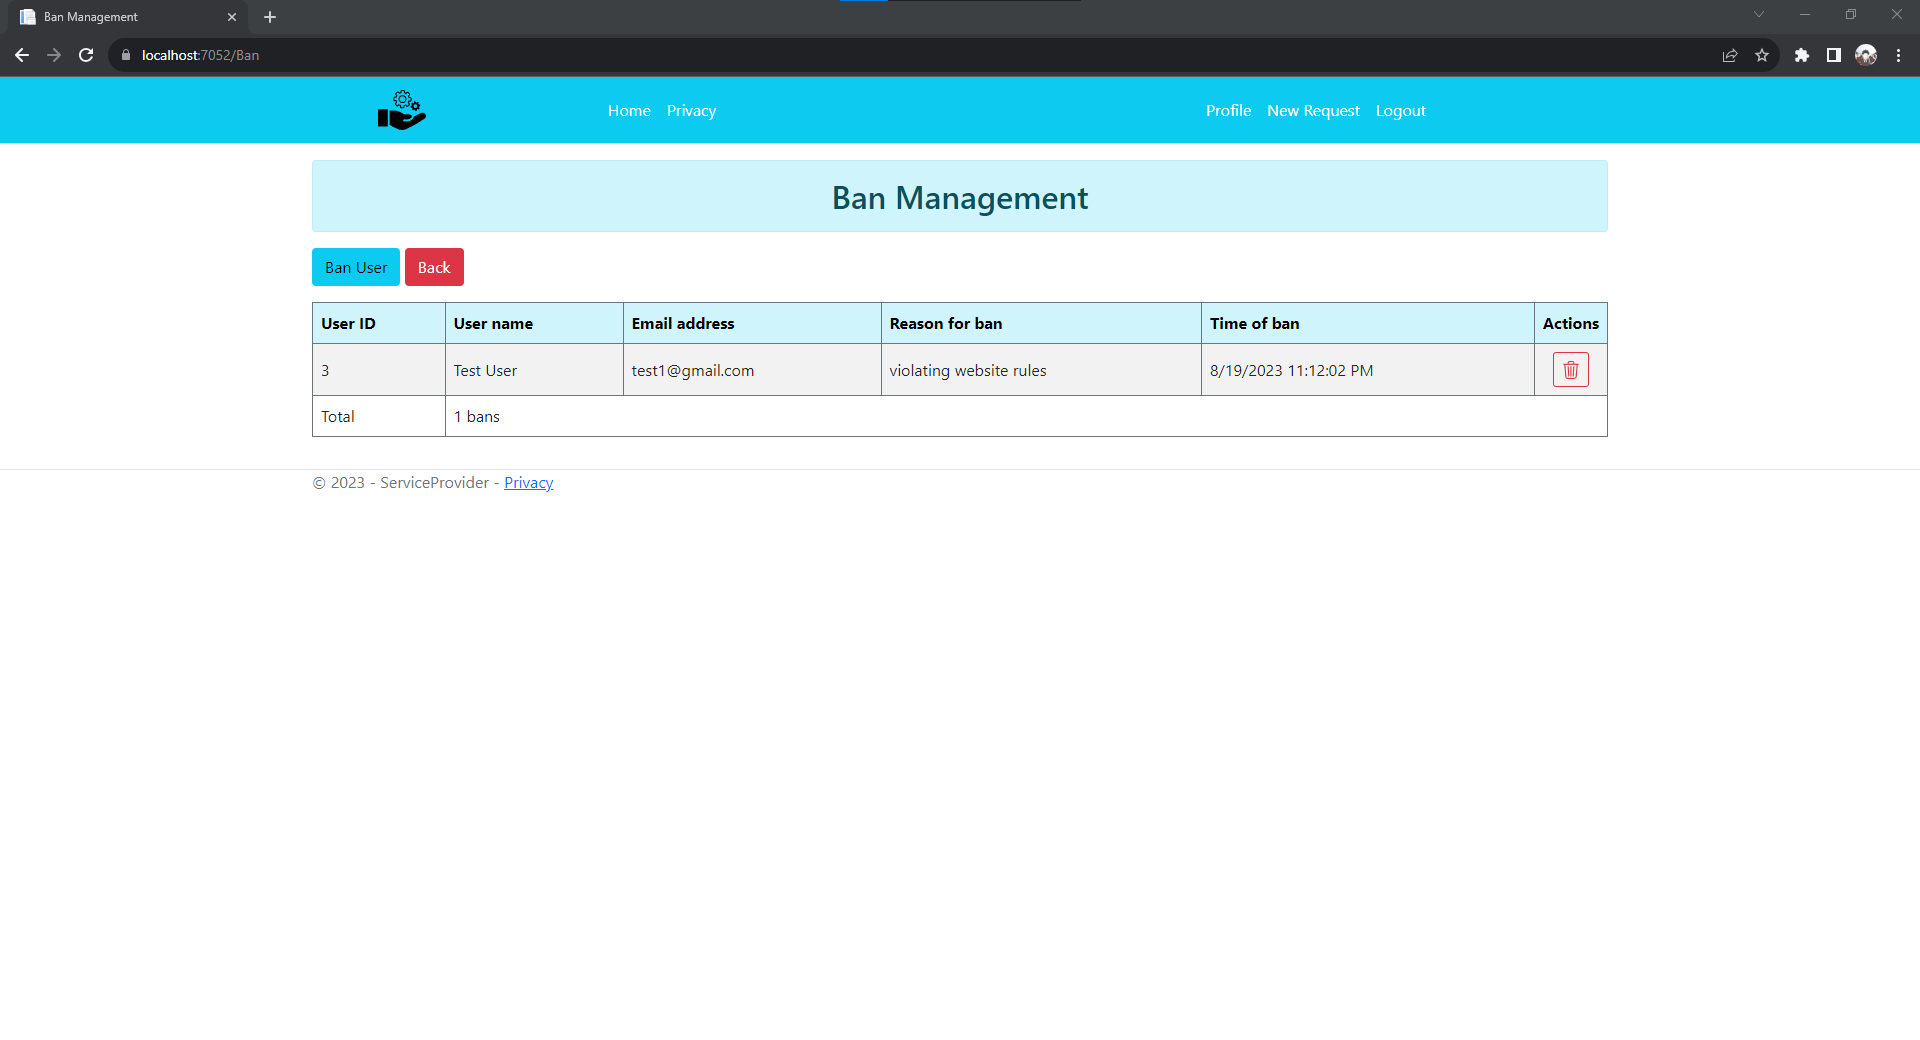 Ban Management
localhost:7052/Ban
Home Privacy Profile New Request Logout
Ban Management
Ban User Back
User ID User name Email address Reason for ban Time of ban Actions
3 Test User test1@gmail.com violating website rules 8/19/2023 11:12:02 PM
Total 1 bans
© 2023 - ServiceProvider - Privacy